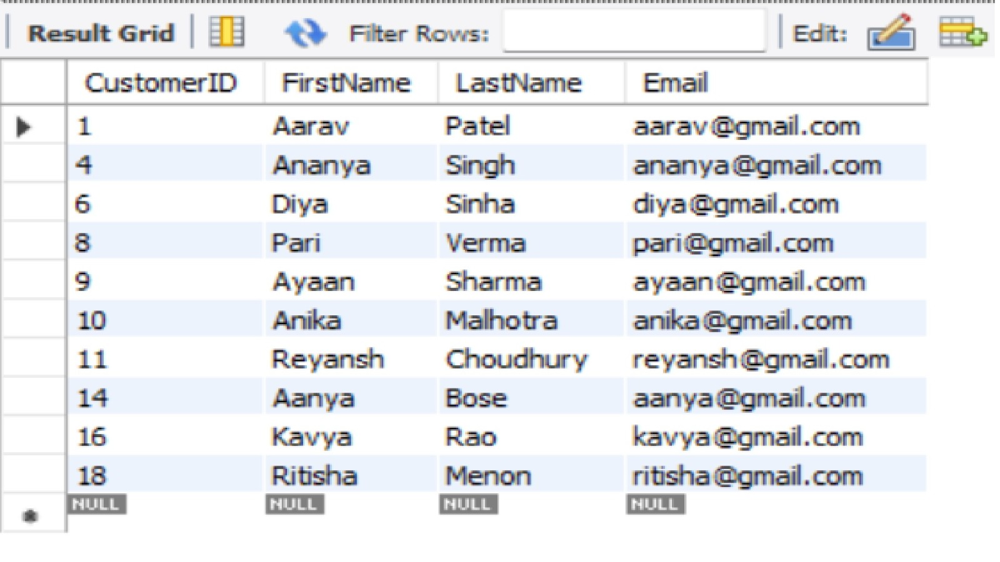 Result Grid Filter Rows: Edit:
CustomerID FirstName LastName Email
1 Aarav Patel aarav@gmail.com
4 Ananya Singh ananya@gmail.com
6 Diya Sinha diya@gmail.com
8 Pari Verma pari@gmail.com
9 Ayaan Sharma ayaan@gmail.com
10 Anika Malhotra anika@gmail.com
11 Reyansh Choudhury reyansh@gmail.com
14 Aanya Bose aanya@gmail.com
16 Kavya Rao kavya@gmail.com
18 Ritisha Menon ritisha@gmail.com
NULL NULL NULL NULL